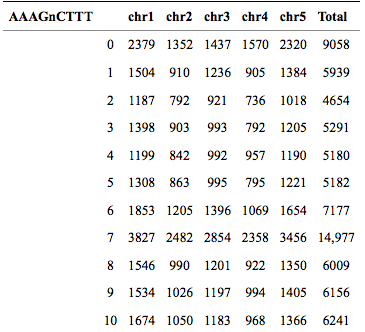 AAAGnCTTT chr1 chr2 chr3 chr4 chr5 Total
0 2379 1352 1437 1570 2320 9058
1 1504 910 1236 905 1384 5939
2 1187 792 921 736 1018 4654
3 1398 903 993 792 1205 5291
4 1199 842 992 957 1190 5180
5 1308 863 995 795 1221 5182
6 1853 1205 1396 1069 1654 7177
7 3827 2482 2854 2358 3456 14,977
8 1546 990 1201 922 1350 6009
9 1534 1026 1197 994 1405 6156
10 1674 1050 1183 968 1366 6241